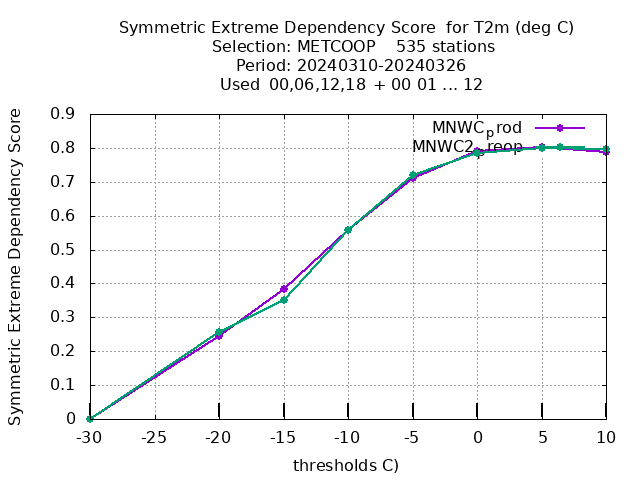 Symmetric Extreme Dependency Score  for T2m (deg C)
Selection: METCOOP    535 stations
Period: 20240310-20240326
Used  00,06,12,18 + 00 01 ... 12
Symmetric Extreme Dependency Score
0.9
0.8
0.7
0.6
0.5
0.4
0.3
0.2
0.1
0
MNWCprod
MNWC2preop
-30 -25 -20 -15 -10 -5 0 5 10
thresholds C)